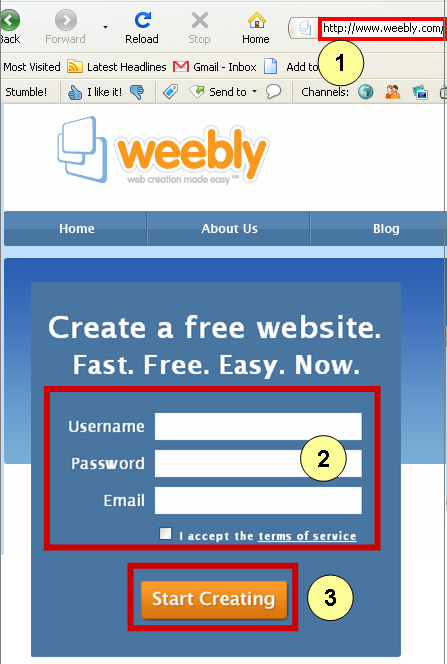 Back Forward Reload Stop Home http://www.weebly.com/
1
Most Visited Latest Headlines Gmail - Inbox Add to
Stumble! I like it! Send to Channels:
weebly
web creation made easy™
Home About Us Blog
Create a free website.
Fast. Free. Easy. Now.
Username
Password
2
Email
I accept the terms of service
Start Creating
3